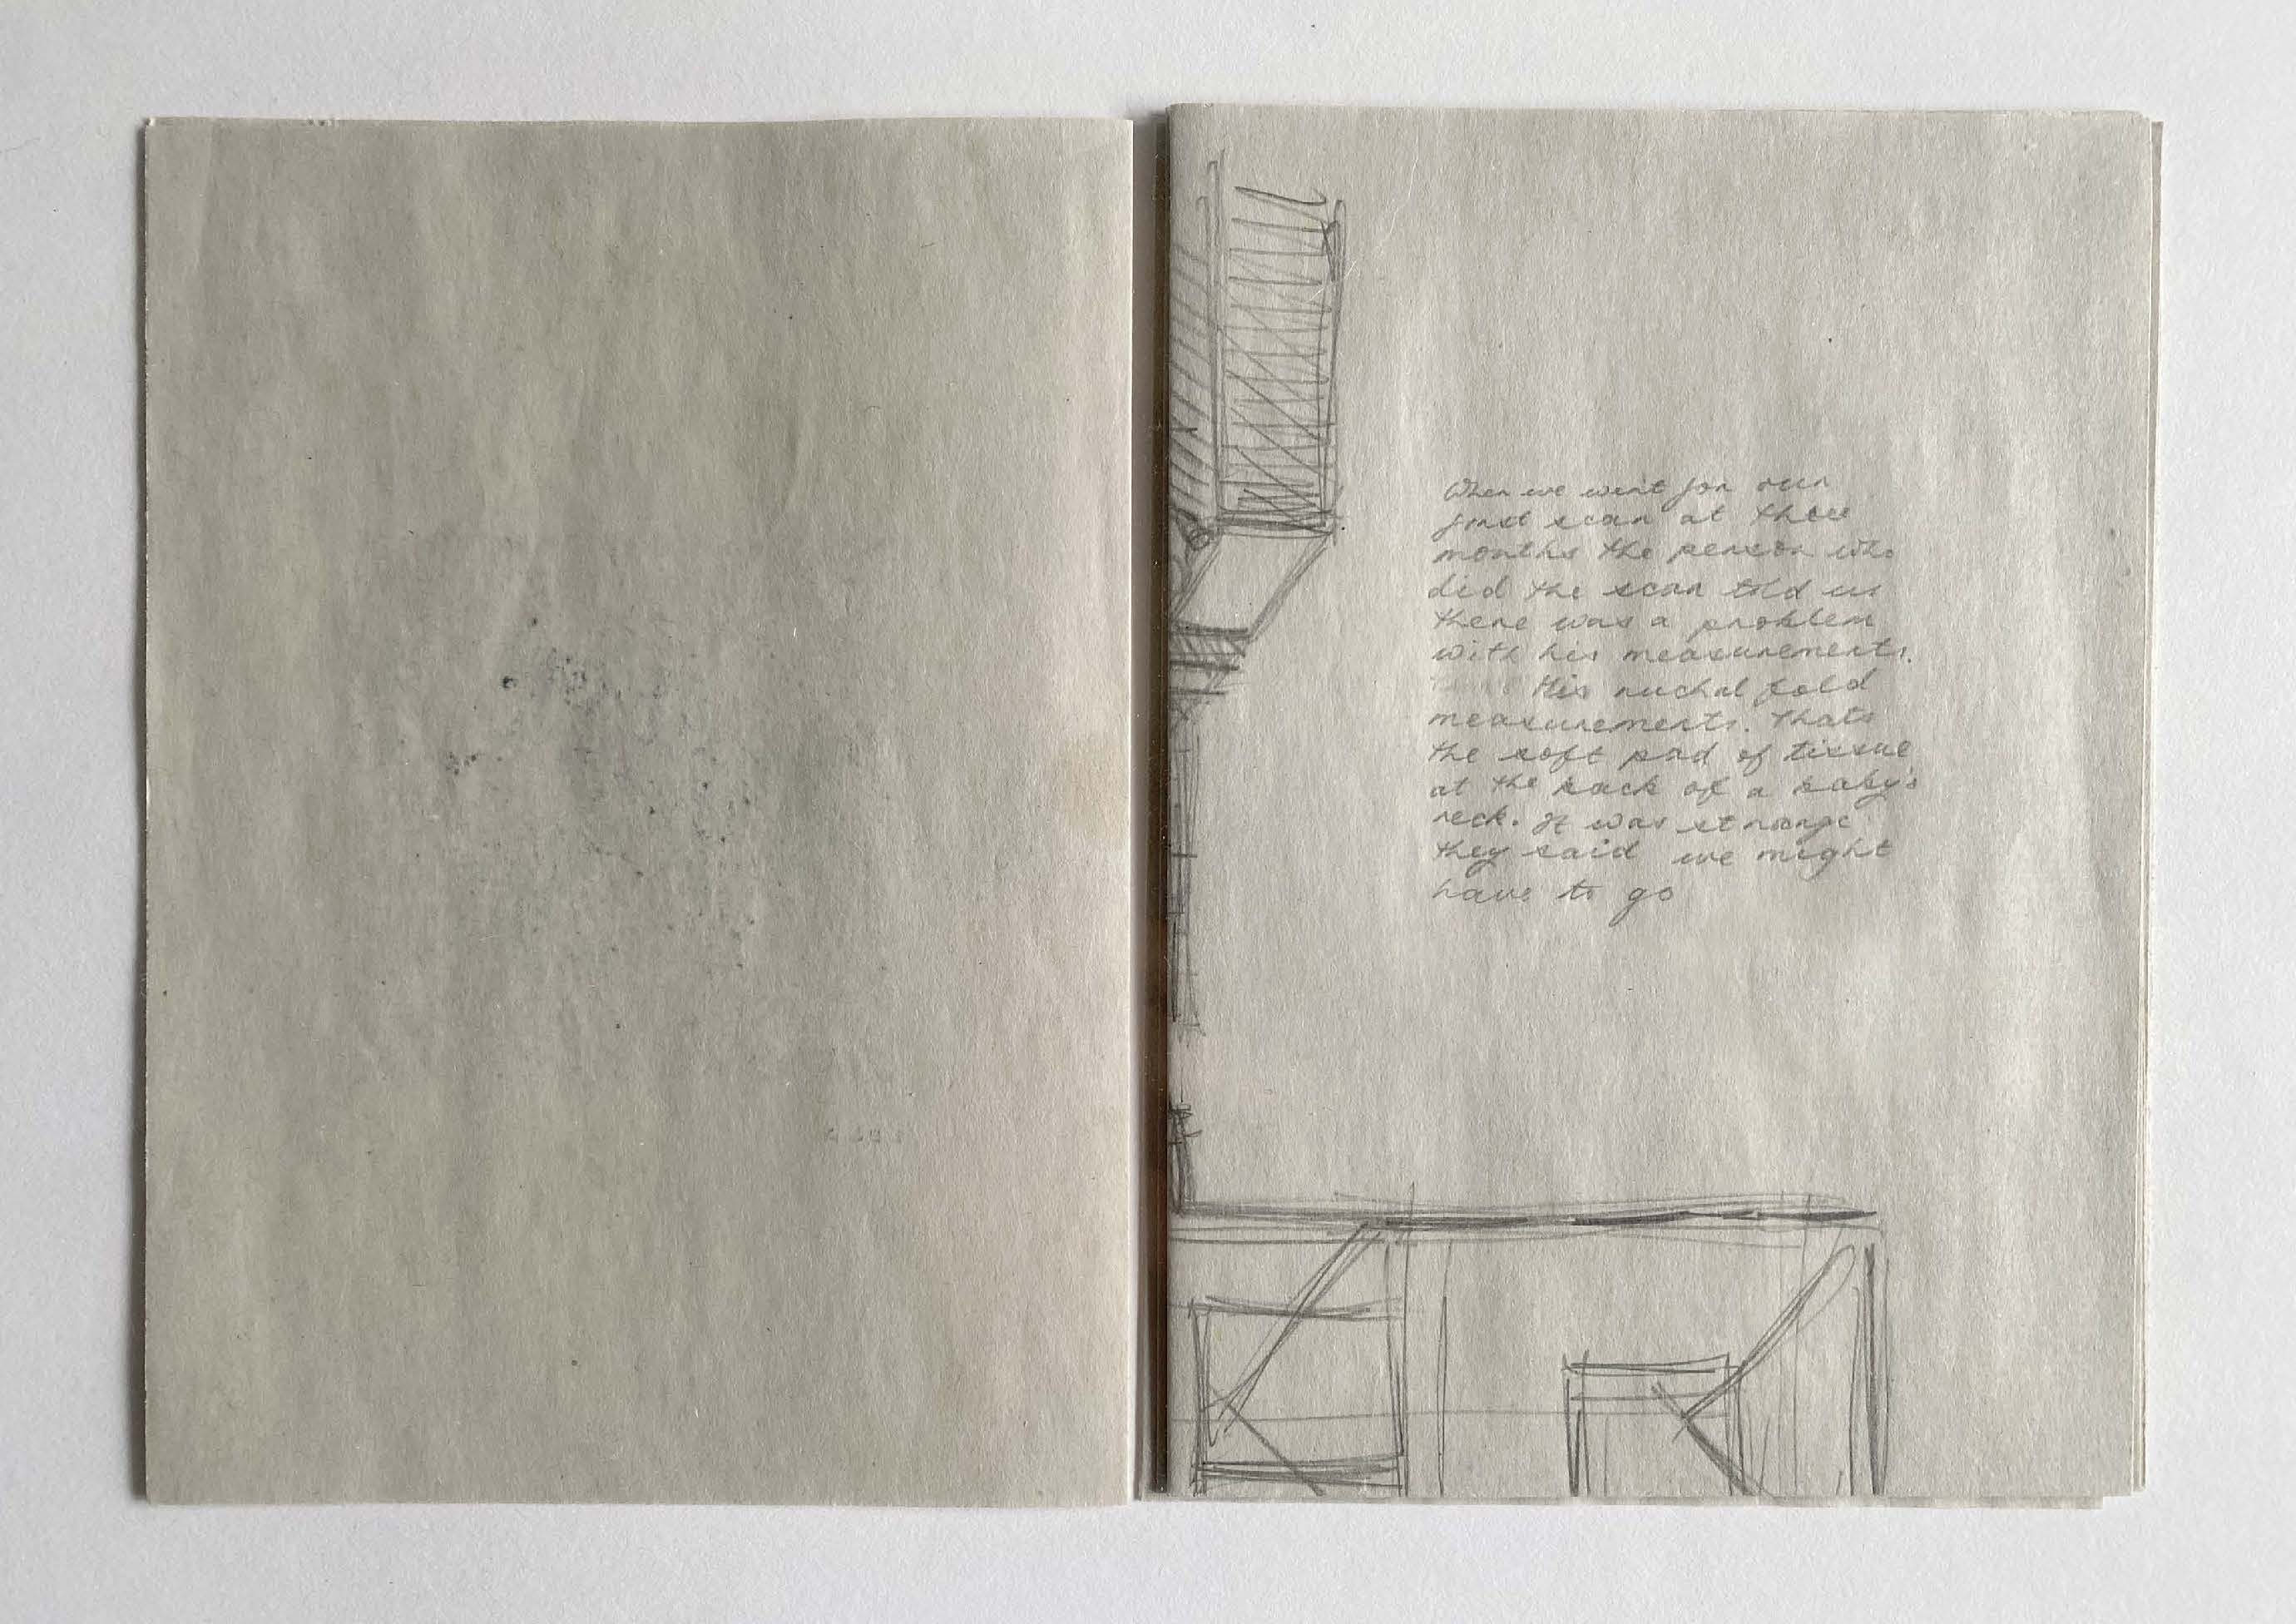 When we went for our
first scan at three
months the person who
did the scan told us
there was a problem
with his measurements.
His nuchal fold
measurements. Thats
the soft pad of tissue
at the back of a baby's
neck. It was strange
they said we might
have to go